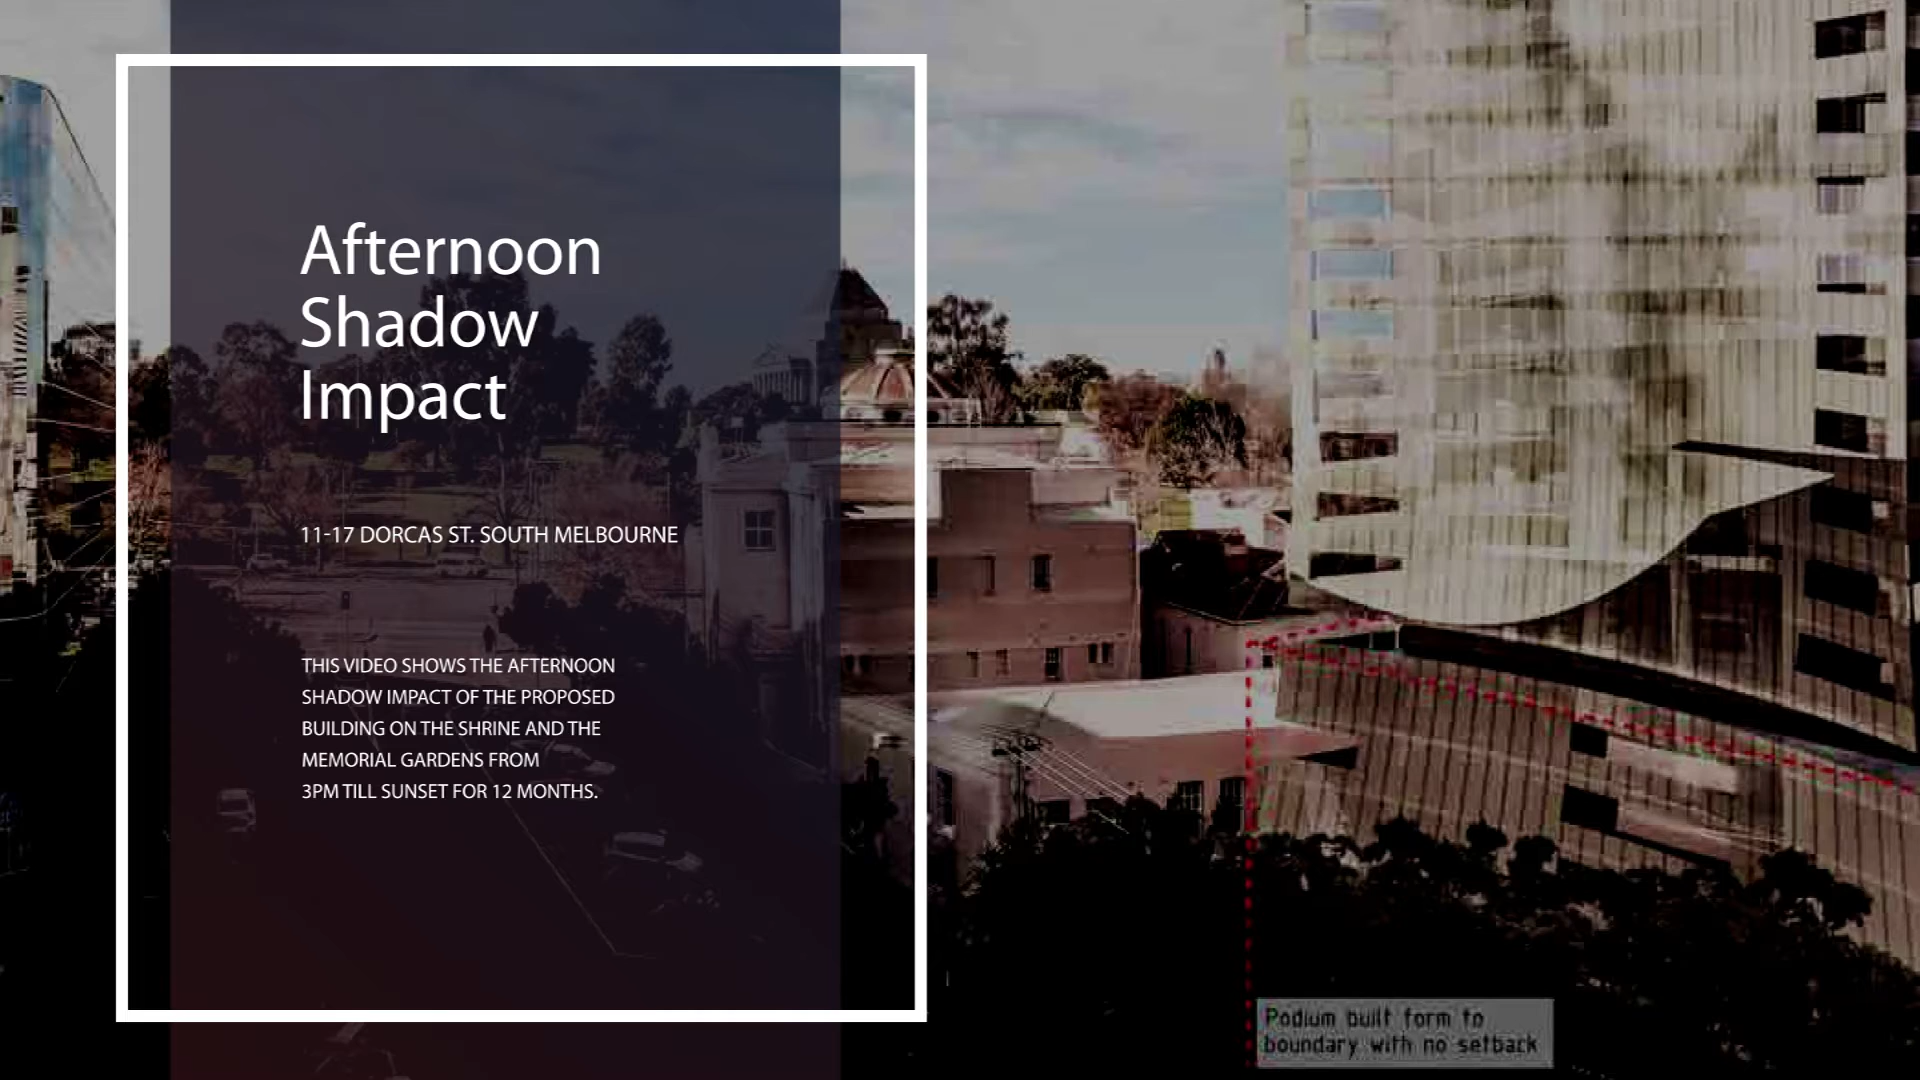 Afternoon
Shadow
Impact
11-17 DORCAS ST. SOUTH MELBOURNE
THIS VIDEO SHOWS THE AFTERNOON
SHADOW IMPACT OF THE PROPOSED
BUILDING ON THE SHRINE AND THE
MEMORIAL GARDENS FROM
3PM TILL SUNSET FOR 12 MONTHS.
Podium built form to
boundary with no setback